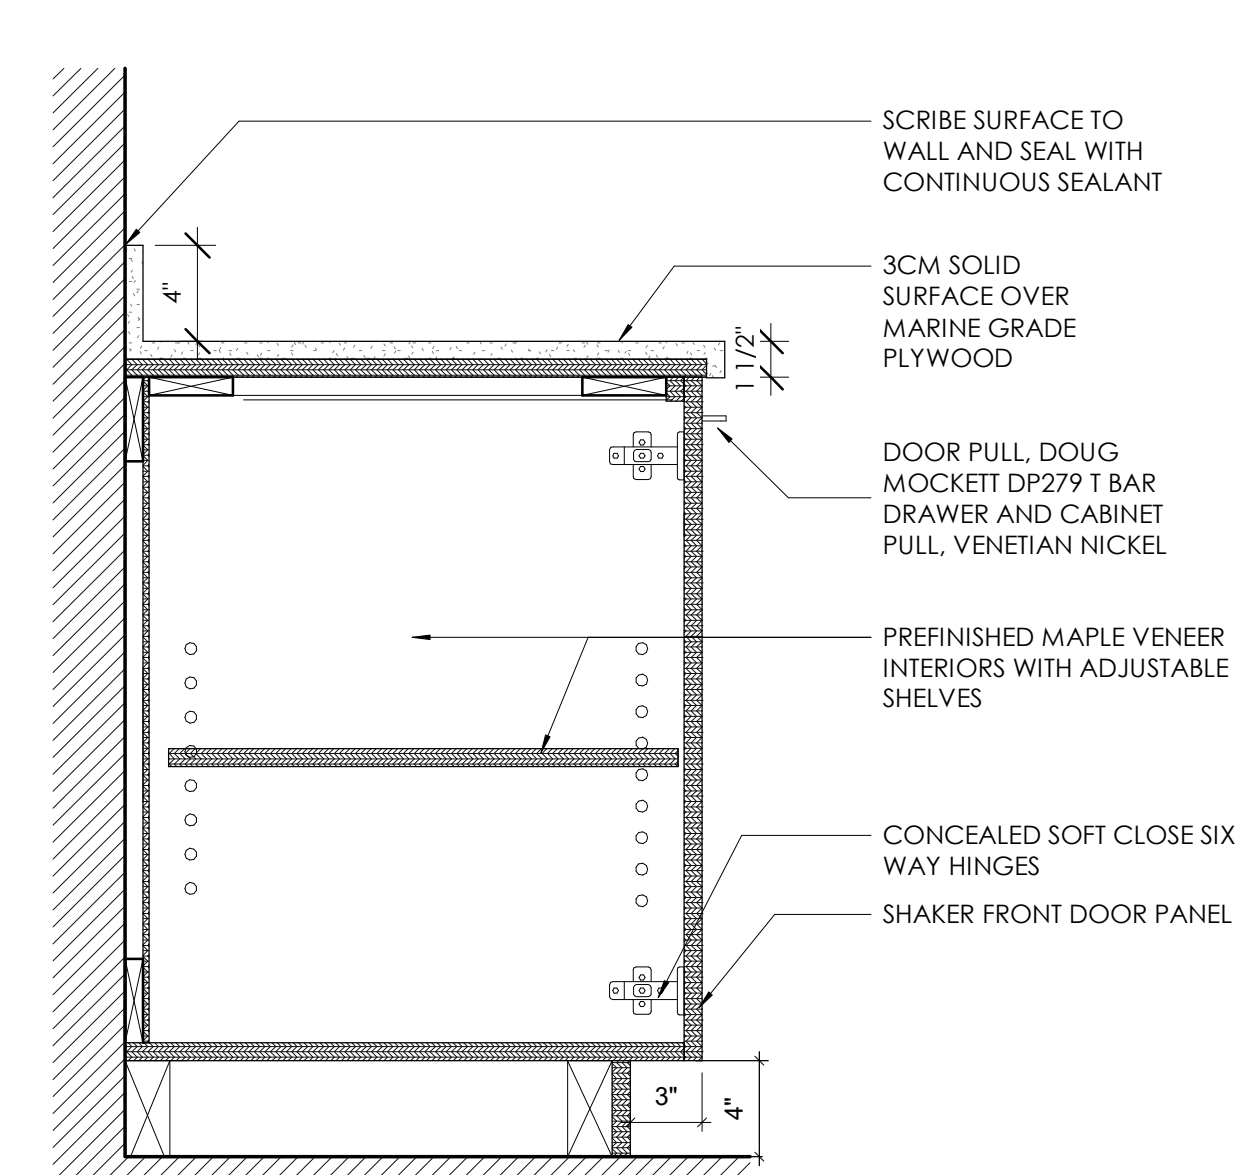 SCRIBE SURFACE TO
WALL AND SEAL WITH
CONTINUOUS SEALANT
4"
3CM SOLID
SURFACE OVER
MARINE GRADE
PLYWOOD
1 1/2"
DOOR PULL, DOUG
MOCKETT DP279 T BAR
DRAWER AND CABINET
PULL, VENETIAN NICKEL
PREFINISHED MAPLE VENEER
INTERIORS WITH ADJUSTABLE
SHELVES
CONCEALED SOFT CLOSE SIX
WAY HINGES
SHAKER FRONT DOOR PANEL
3"
4"